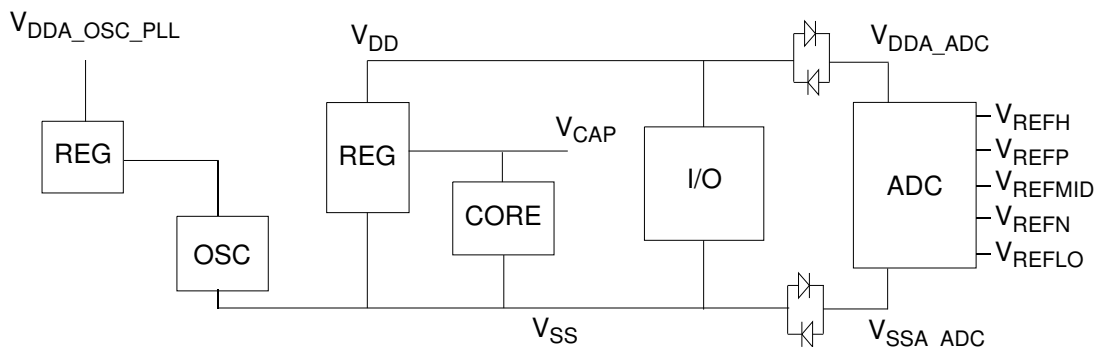 VDDA_OSC_PLL
VDD
VDDA_ADC
REG
REG
VCAP
CORE
I/O
ADC
VREFH
VREFP
VREFMID
VREFN
VREFLO
OSC
VSS
VSSA_ADC